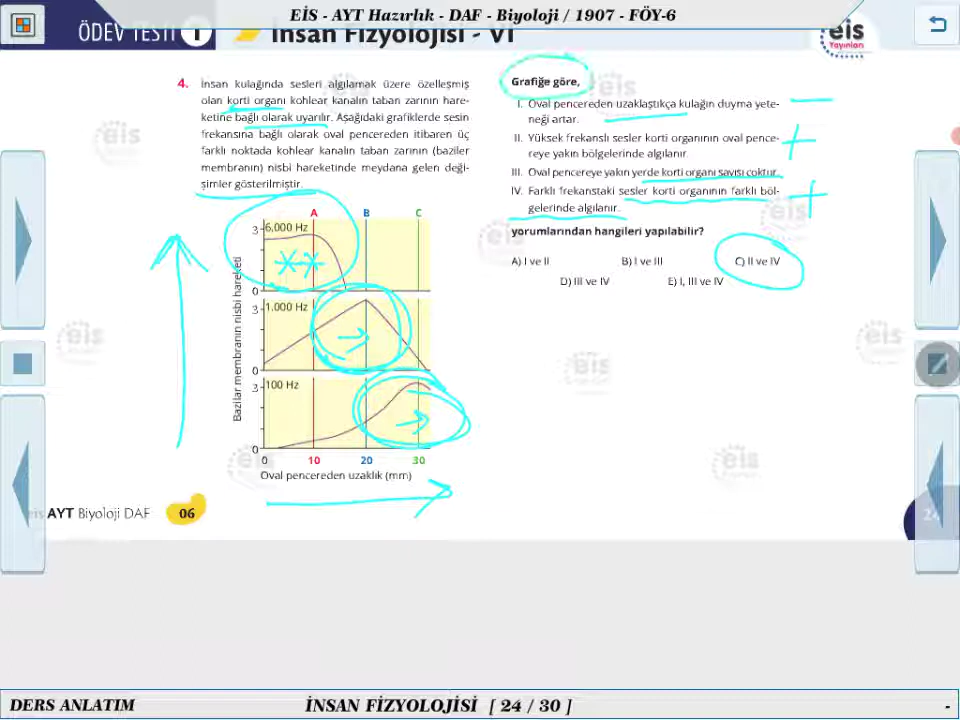 EİS - AYT Hazırlık - DAF - Biyoloji / 1907 - FÖY-6
ÖDEV TESTİ 1
İnsan Fizyolojisi - VI
eis
Yayınları
4. İnsan kulağında sesleri algılamak üzere özelleşmiş
olan korti organı kohlear kanalın taban zarının hare-
ketine bağlı olarak uyarılır. Aşağıdaki grafiklerde sesin
frekansına bağlı olarak oval pencereden itibaren üç
farklı noktada kohlear kanalın taban zarının (baziler
membranın) nisbi hareketinde meydana gelen deği-
şimler gösterilmiştir.
A B C
3 6.000 Hz
0
3 1.000 Hz
0
3 100 Hz
0
Bazilar membranın nisbi hareketi
0 10 20 30
Oval pencereden uzaklık (mm)
Grafiğe göre,
I. Oval pencereden uzaklaştıkça kulağın duyma yete-
neği artar.
II. Yüksek frekanslı sesler korti organının oval pence-
reye yakın bölgelerinde algılanır.
III. Oval pencereye yakın yerde korti organı sayısı çoktur.
IV. Farklı frekanstaki sesler korti organının farklı böl-
gelerinde algılanır.
yorumlarından hangileri yapılabilir?
A) I ve II B) I ve III C) II ve IV
D) III ve IV E) I, III ve IV
eis AYT Biyoloji DAF 06
24
DERS ANLATIM İNSAN FİZYOLOJİSİ [ 24 / 30 ] -